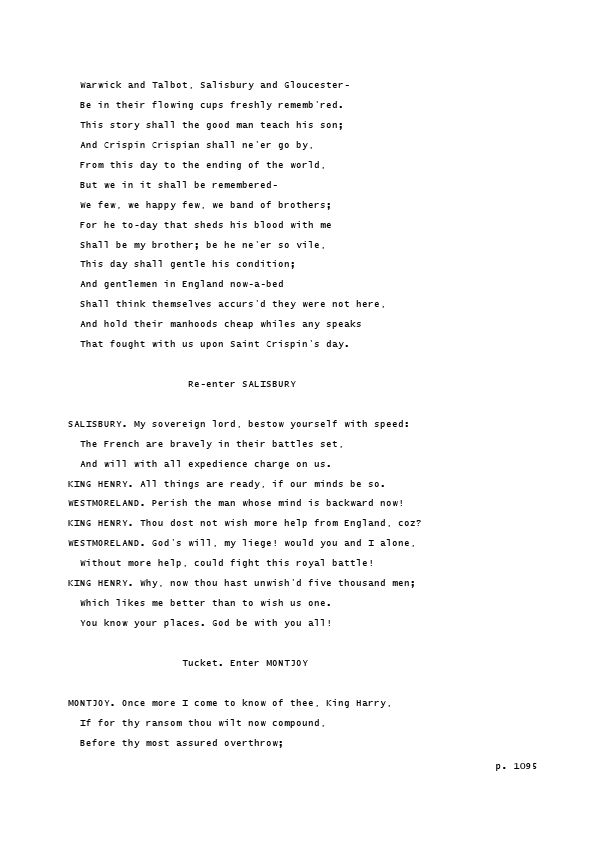 Warwick and Talbot, Salisbury and Gloucester-
Be in their flowing cups freshly rememb'red.
This story shall the good man teach his son;
And Crispin Crispian shall ne'er go by,
From this day to the ending of the world,
But we in it shall be remembered-
We few, we happy few, we band of brothers;
For he to-day that sheds his blood with me
Shall be my brother; be he ne'er so vile,
This day shall gentle his condition;
And gentlemen in England now-a-bed
Shall think themselves accurs'd they were not here,
And hold their manhoods cheap whiles any speaks
That fought with us upon Saint Crispin's day.
Re-enter SALISBURY
SALISBURY. My sovereign lord, bestow yourself with speed:
The French are bravely in their battles set,
And will with all expedience charge on us.
KING HENRY. All things are ready, if our minds be so.
WESTMORELAND. Perish the man whose mind is backward now!
KING HENRY. Thou dost not wish more help from England, coz?
WESTMORELAND. God's will, my liege! would you and I alone,
Without more help, could fight this royal battle!
KING HENRY. Why, now thou hast unwish'd five thousand men;
Which likes me better than to wish us one.
You know your places. God be with you all!
Tucket. Enter MONTJOY
MONTJOY. Once more I come to know of thee, King Harry,
If for thy ransom thou wilt now compound,
Before thy most assured overthrow;
p. 1095